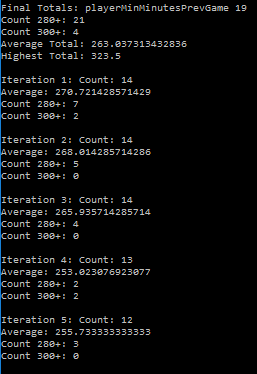 Final Totals: playerMinMinutesPrevGame 19
Count 280+: 21
Count 300+: 4
Average Total: 263.037313432836
Highest Total: 323.5
Iteration 1: Count: 14
Average: 270.721428571429
Count 280+: 7
Count 300+: 2
Iteration 2: Count: 14
Average: 268.014285714286
Count 280+: 5
Count 300+: 0
Iteration 3: Count: 14
Average: 265.935714285714
Count 280+: 4
Count 300+: 0
Iteration 4: Count: 13
Average: 253.023076923077
Count 280+: 2
Count 300+: 2
Iteration 5: Count: 12
Average: 255.733333333333
Count 280+: 3
Count 300+: 0